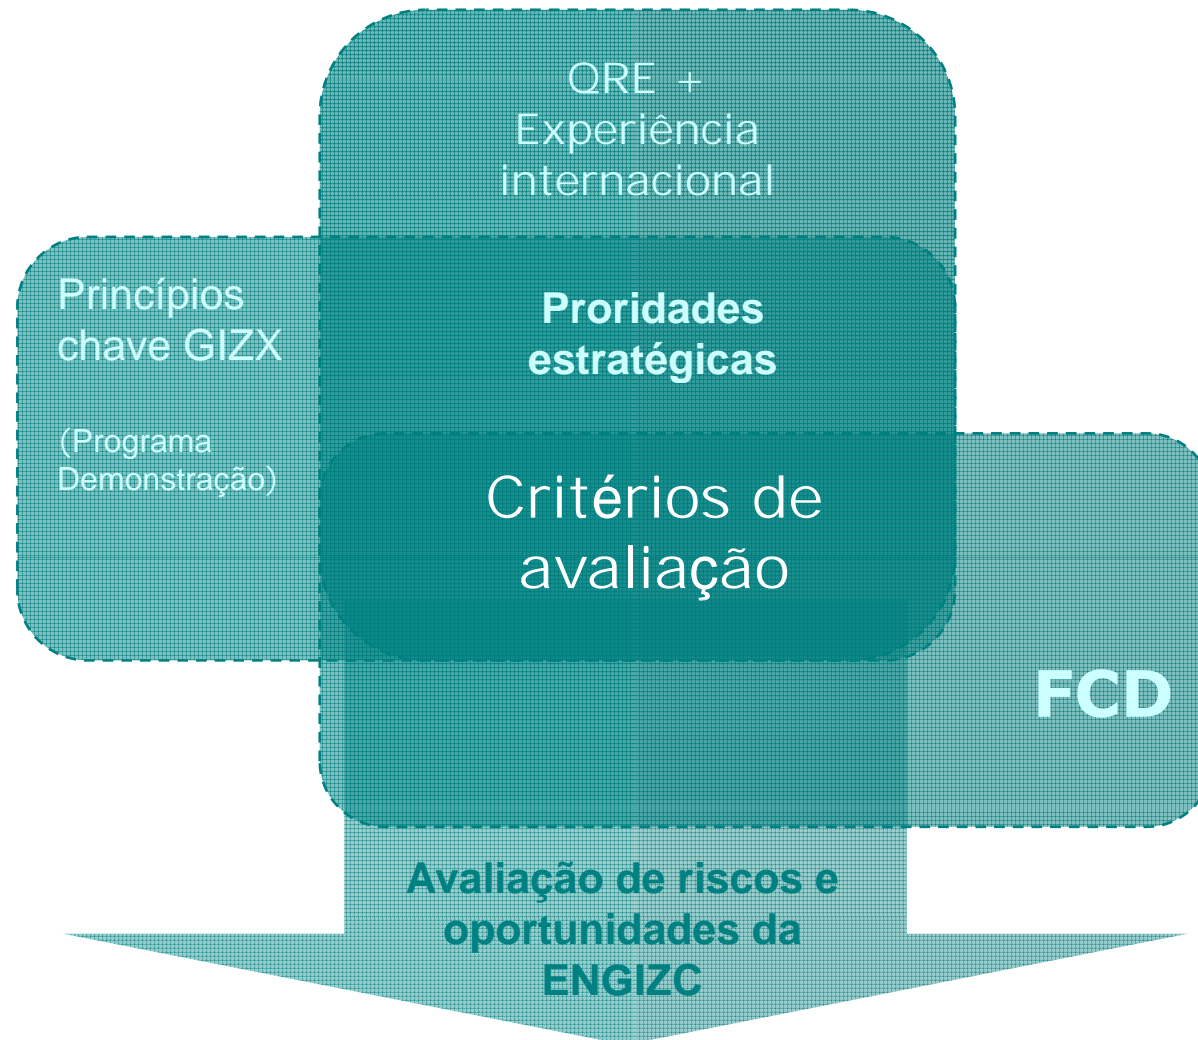 QRE +
Experiência
internacional
Princípios
chave GIZX
(Programa
Demonstração)
Proridades
estratégicas
Critérios de
avaliação
FCD
Avaliação de riscos e
oportunidades da
ENGIZC